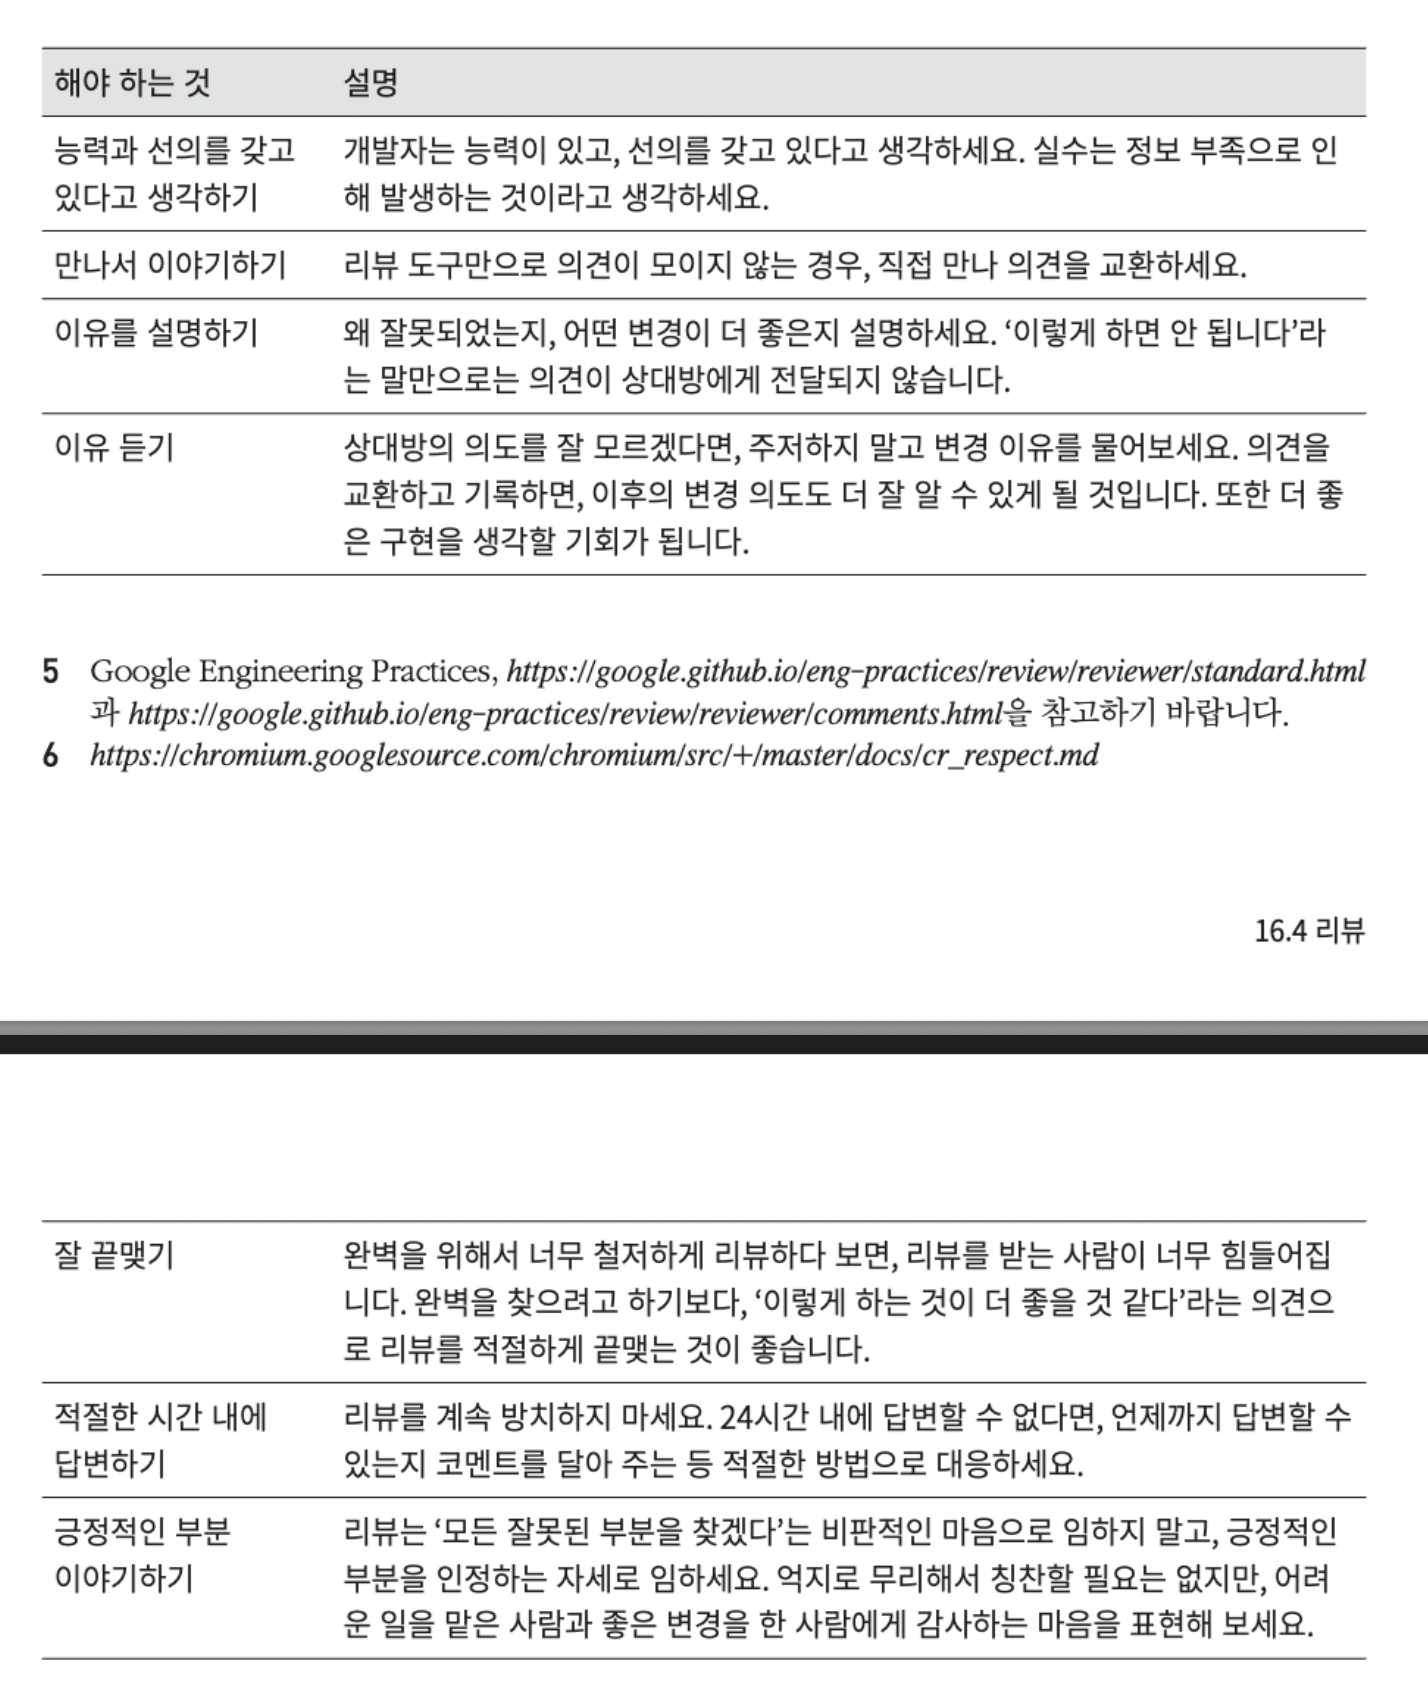 해야 하는 것 설명
능력과 선의를 갖고 개발자는 능력이 있고, 선의를 갖고 있다고 생각하세요. 실수는 정보 부족으로 인
있다고 생각하기 해 발생하는 것이라고 생각하세요.
만나서 이야기하기 리뷰 도구만으로 의견이 모이지 않는 경우, 직접 만나 의견을 교환하세요.
이유를 설명하기 왜 잘못되었는지, 어떤 변경이 더 좋은지 설명하세요. ‘이렇게 하면 안 됩니다’라
는 말만으로는 의견이 상대방에게 전달되지 않습니다.
이유 듣기 상대방의 의도를 잘 모르겠다면, 주저하지 말고 변경 이유를 물어보세요. 의견을
교환하고 기록하면, 이후의 변경 의도도 더 잘 알 수 있게 될 것입니다. 또한 더 좋
은 구현을 생각할 기회가 됩니다.
5 Google Engineering Practices, https://google.github.io/eng-practices/review/reviewer/standard.html
과 https://google.github.io/eng-practices/review/reviewer/comments.html을 참고하기 바랍니다.
6 https://chromium.googlesource.com/chromium/src/+/master/docs/cr_respect.md
16.4 리뷰
잘 끝맺기 완벽을 위해서 너무 철저하게 리뷰하다 보면, 리뷰를 받는 사람이 너무 힘들어집
니다. 완벽을 찾으려고 하기보다, ‘이렇게 하는 것이 더 좋을 것 같다’라는 의견으
로 리뷰를 적절하게 끝맺는 것이 좋습니다.
적절한 시간 내에 리뷰를 계속 방치하지 마세요. 24시간 내에 답변할 수 없다면, 언제까지 답변할 수
답변하기 있는지 코멘트를 달아 주는 등 적절한 방법으로 대응하세요.
긍정적인 부분 리뷰는 ‘모든 잘못된 부분을 찾겠다’는 비판적인 마음으로 임하지 말고, 긍정적인
이야기하기 부분을 인정하는 자세로 임하세요. 억지로 무리해서 칭찬할 필요는 없지만, 어려
운 일을 맡은 사람과 좋은 변경을 한 사람에게 감사하는 마음을 표현해 보세요.